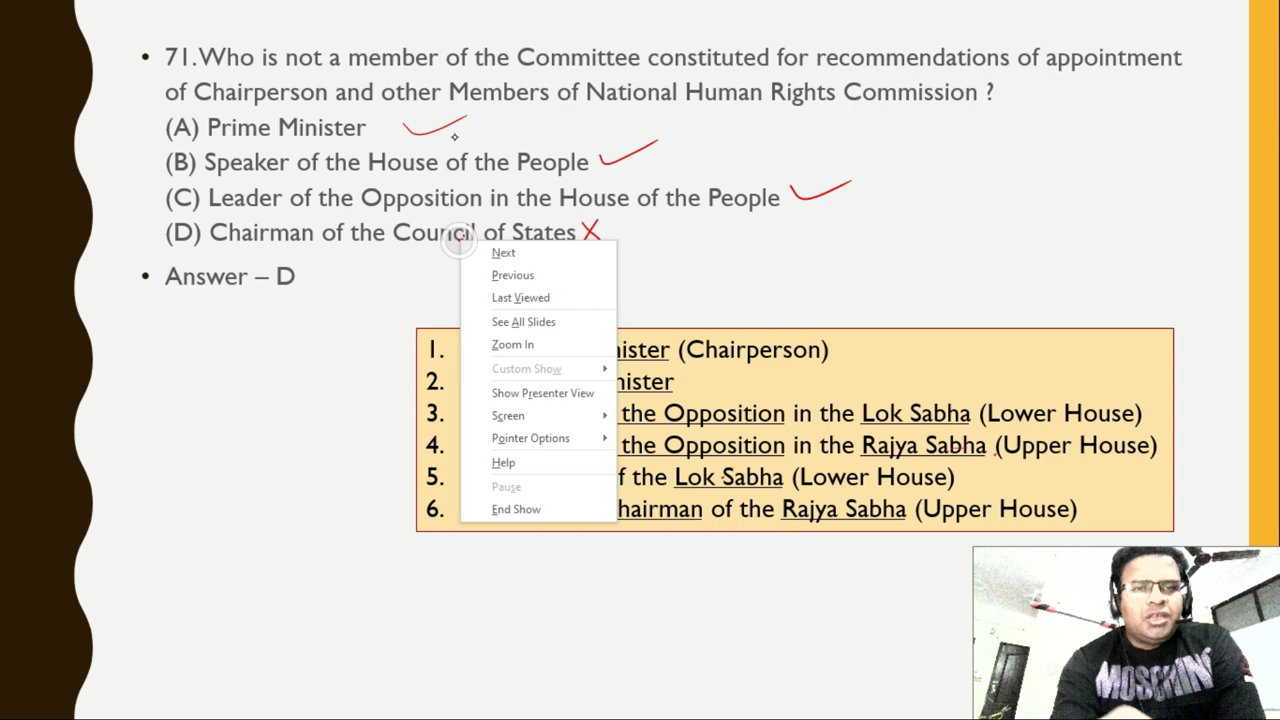 • 71. Who is not a member of the Committee constituted for recommendations of appointment
of Chairperson and other Members of National Human Rights Commission ?
(A) Prime Minister
(B) Speaker of the House of the People
(C) Leader of the Opposition in the House of the People
(D) Chairman of the Council of States
• Answer – D
Next
Previous
Last Viewed
See All Slides
Zoom In
Custom Show
Show Presenter View
Screen
Pointer Options
Help
Pause
End Show
1. (Chairperson)
2.
3. the Opposition in the Lok Sabha (Lower House)
4. the Opposition in the Rajya Sabha (Upper House)
5. the Lok Sabha (Lower House)
6. of the Rajya Sabha (Upper House)
MOSCHINO